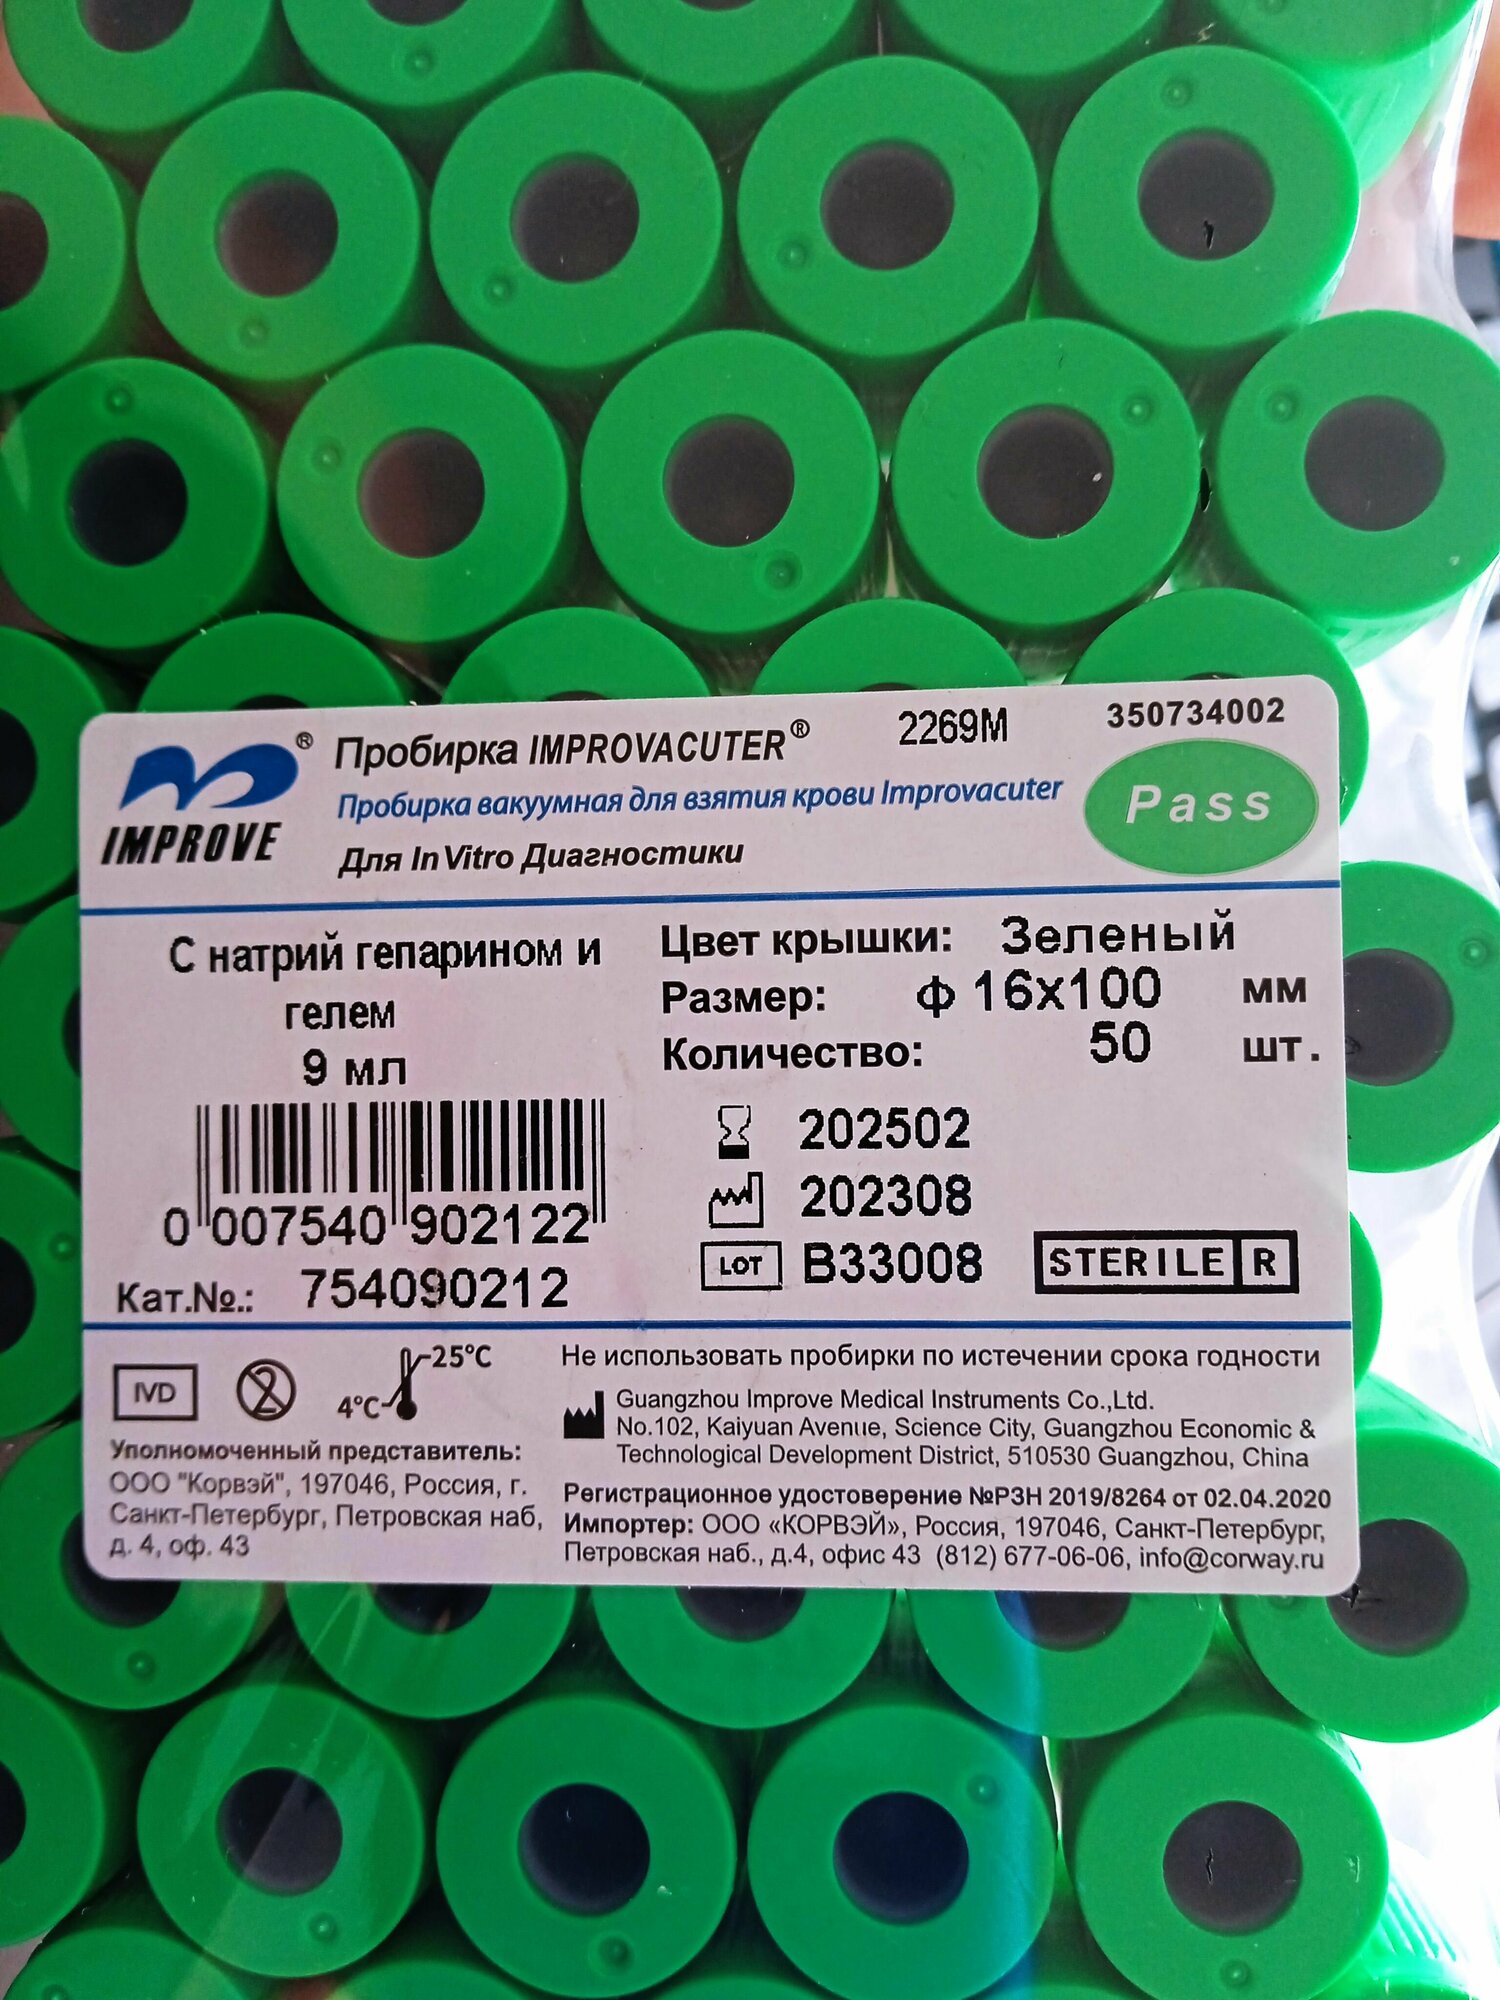 IMPROVE ®
Пробирка IMPROVACUTER® 2269M 350734002
Пробирка вакуумная для взятия крови Improvacuter
Pass
Для In Vitro Диагностики
С натрий гепарином и
гелем
9 мл
0 007540 902122
Кат.№.: 754090212
Цвет крышки: Зеленый
Размер: Φ 16x100 мм
Количество: 50 шт.
202502
202308
LOT B33008
STERILE R
IVD
2
4°C 25°C
Уполномоченный представитель:
ООО "Корвэй", 197046, Россия, г.
Санкт-Петербург, Петровская наб,
д. 4, оф. 43
Не использовать пробирки по истечении срока годности
Guangzhou Improve Medical Instruments Co.,Ltd.
No.102, Kaiyuan Avenue, Science City, Guangzhou Economic &
Technological Development District, 510530 Guangzhou, China
Регистрационное удостоверение №РЗН 2019/8264 от 02.04.2020
Импортер: ООО «КОРВЭЙ», Россия, 197046, Санкт-Петербург,
Петровская наб., д.4, офис 43 (812) 677-06-06, info@corway.ru